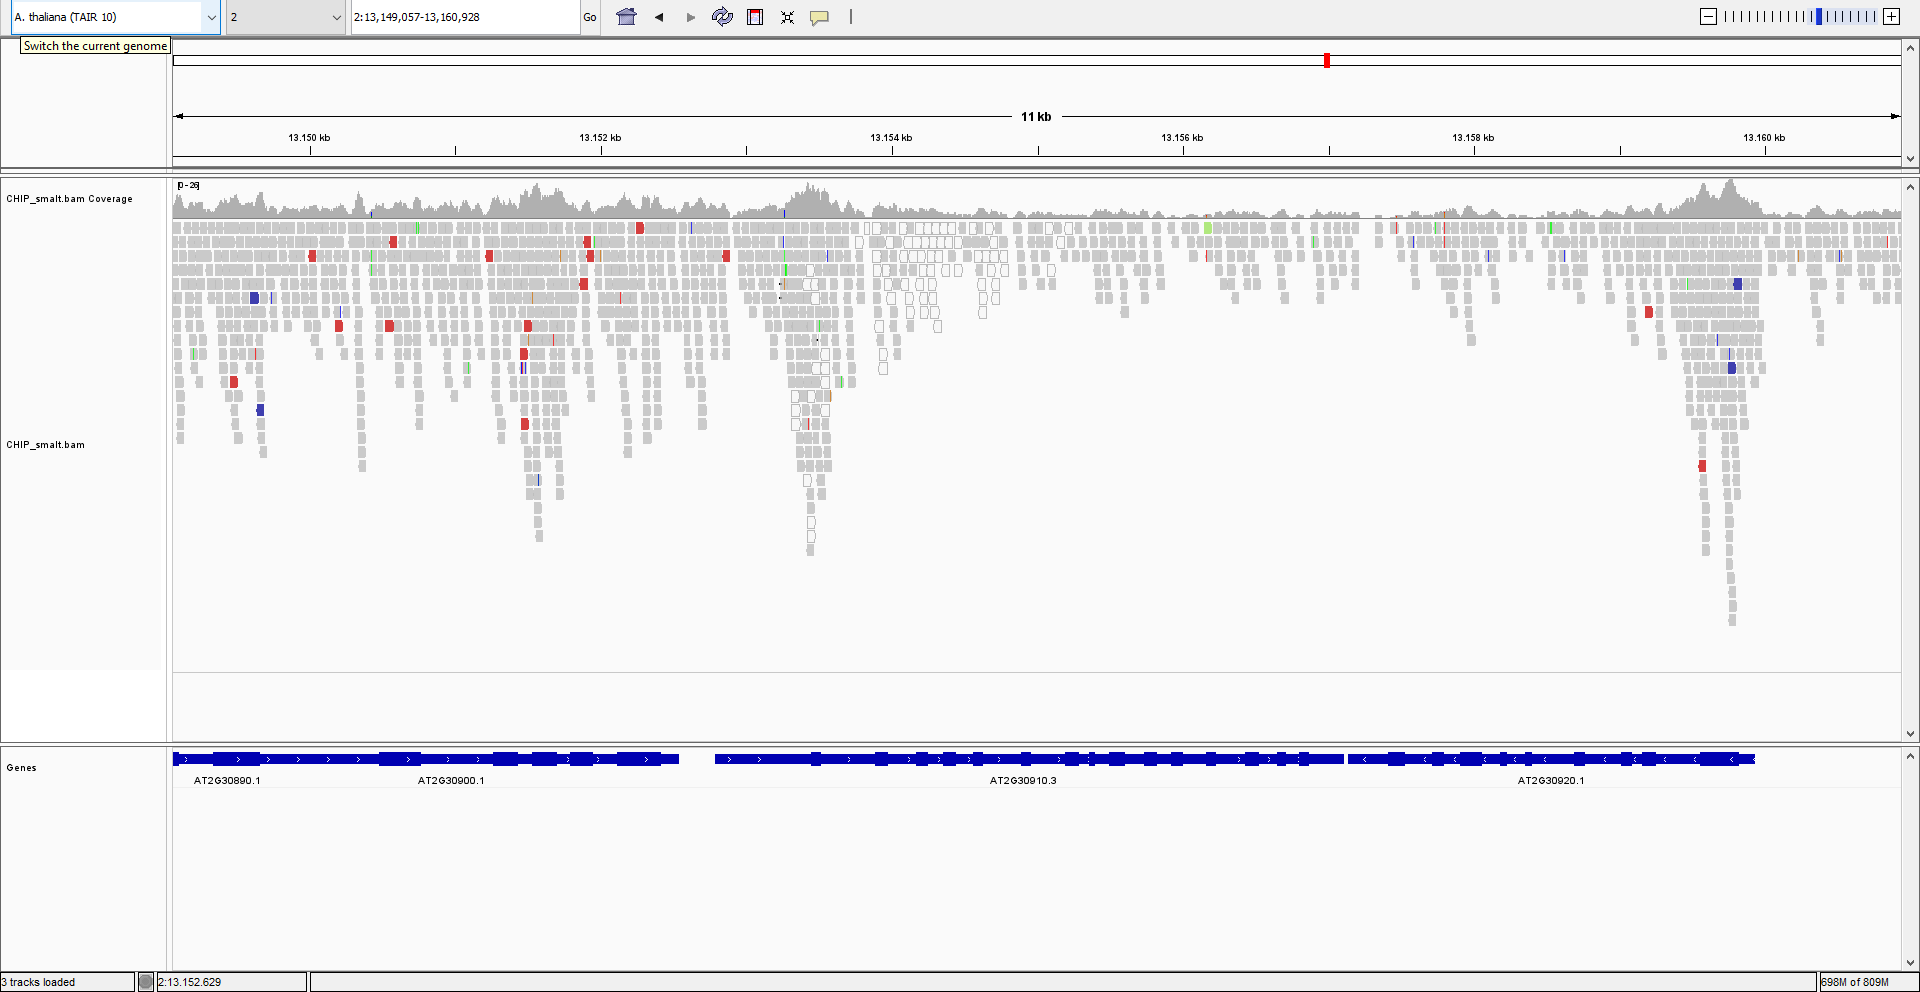 A. thaliana (TAIR 10) 2 2:13,149,057-13,160,928 Go
Switch the current genome
11 kb
13.150 kb 13.152 kb 13.154 kb 13.156 kb 13.158 kb 13.160 kb
[0 - 26]
CHIP_smalt.bam Coverage
CHIP_smalt.bam
Genes
AT2G30890.1 AT2G30900.1 AT2G30910.3 AT2G30920.1
3 tracks loaded 2:13.152.629 698M of 809M